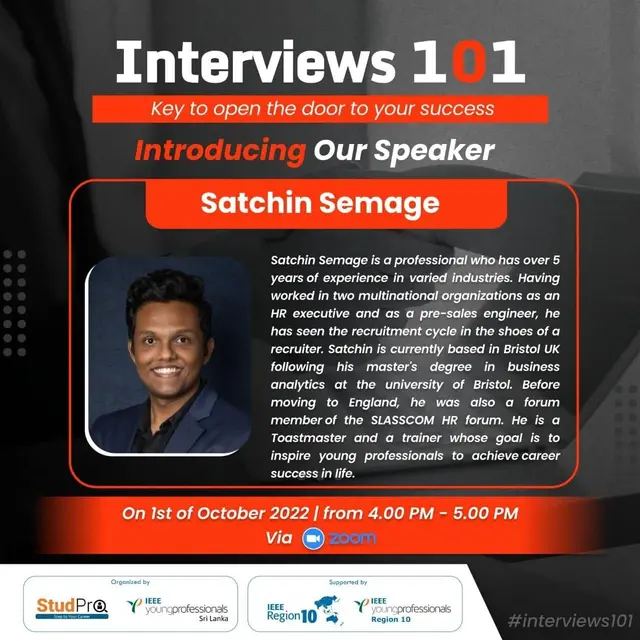 Interviews 101
Key to open the door to your success
Introducing Our Speaker
Satchin Semage
Satchin Semage is a professional who has over 5
years of experience in varied industries. Having
worked in two multinational organizations as an
HR executive and as a pre-sales engineer, he
has seen the recruitment cycle in the shoes of a
recruiter. Satchin is currently based in Bristol UK
following his master's degree in business
analytics at the university of Bristol. Before
moving to England, he was also a forum
member of the SLASSCOM HR forum. He is a
Toastmaster and a trainer whose goal is to
inspire young professionals to achieve career
success in life.
On 1st of October 2022 | from 4.00 PM - 5.00 PM
Via zoom
Organized by
StudPro
Step to Your Career
IEEE
youngprofessionals
Sri Lanka
Supported by
IEEE
Region 10
IEEE
youngprofessionals
Region 10
#interviews101